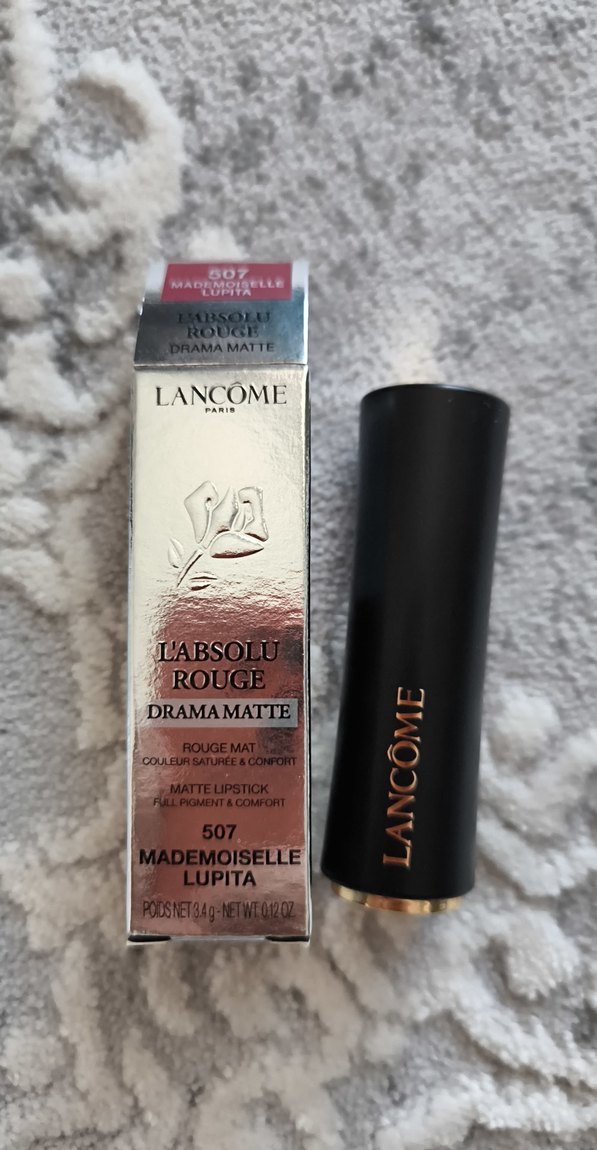 507
MADEMOISELLE
LUPITA
L'ABSOLU
ROUGE
DRAMA MATTE
LANCÔME
PARIS
L'ABSOLU
ROUGE
DRAMA MATTE
ROUGE MAT
COULEUR SATURÉE & CONFORT
MATTE LIPSTICK
FULL PIGMENT & COMFORT
507
MADEMOISELLE
LUPITA
POIDS NET 3.4 g - NET WT. 0.12 OZ.
LANCÔME